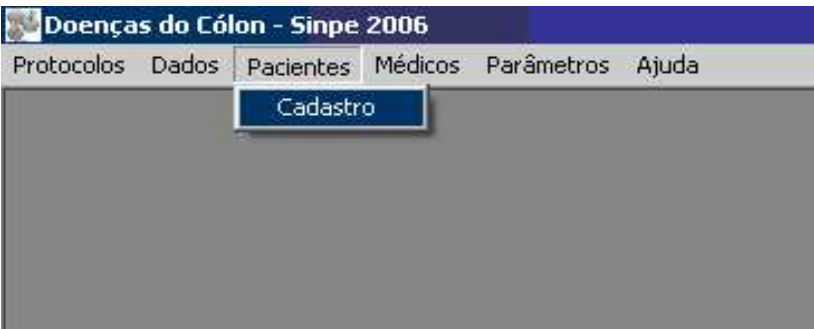 Doenças do Cólon - Sinpe 2006
Protocolos Dados Pacientes Médicos Parâmetros Ajuda
Cadastro